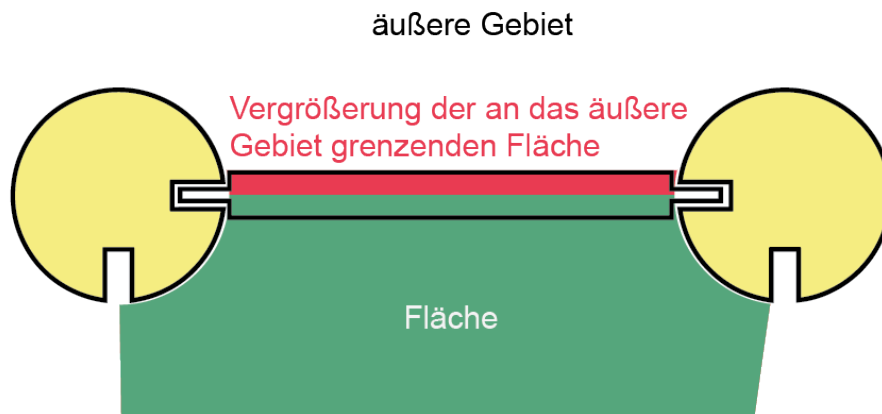 äußere Gebiet
Vergrößerung der an das äußere
Gebiet grenzenden Fläche
Fläche